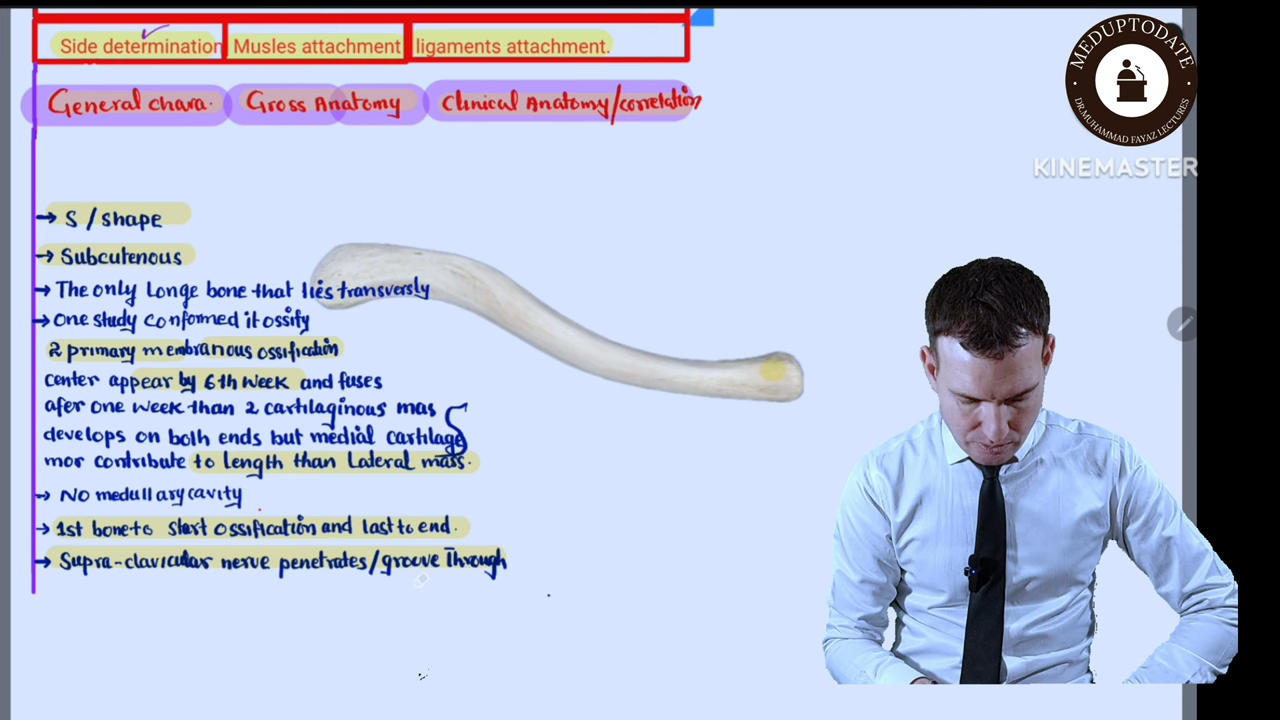 Side determination Musles attachment ligaments attachment.
General chara. Gross Anatomy Clinical Anatomy/correlation
MEDUPTODATE
DR.MUHAMMAD FAYAZ LECTURES
KINEMASTER
→ S / shape
→ Subcutenous
→ The only Longe bone that lies transversly
→ One study conformed it ossify
2 primary membranous ossification
center appear by 6th week and fuses
afer one week than 2 cartilaginous mas
develops on both ends but medial cartilage
mor contribute to length than Lateral mass.
→ No medullary cavity
→ 1st bone to start ossification and last to end.
→ Supra-clavicular nerve penetrates/groove Through